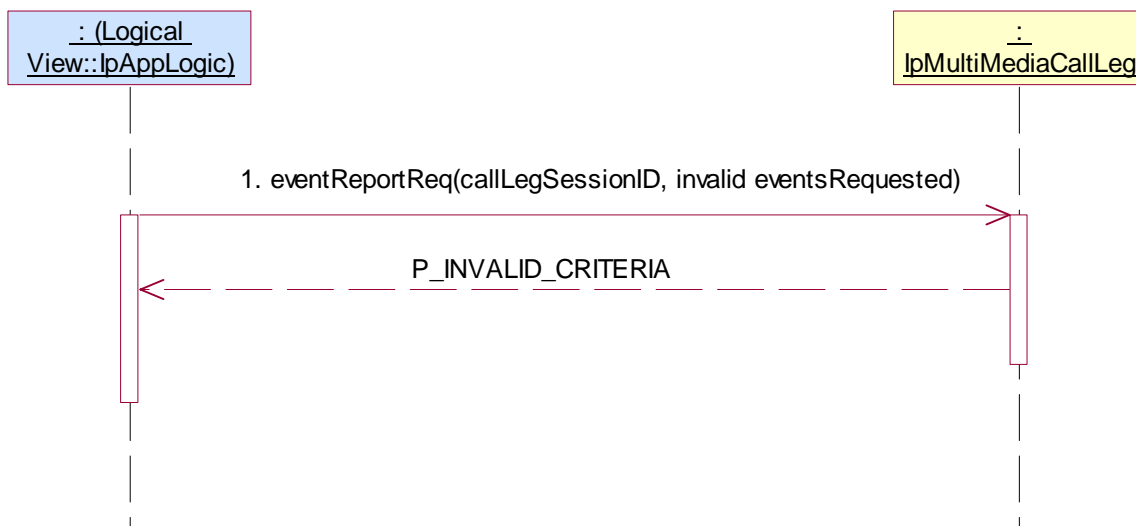 : (Logical
View::IpAppLogic)
:
IpMultiMediaCallLeg
1. eventReportReq(callLegSessionID, invalid eventsRequested)
P_INVALID_CRITERIA